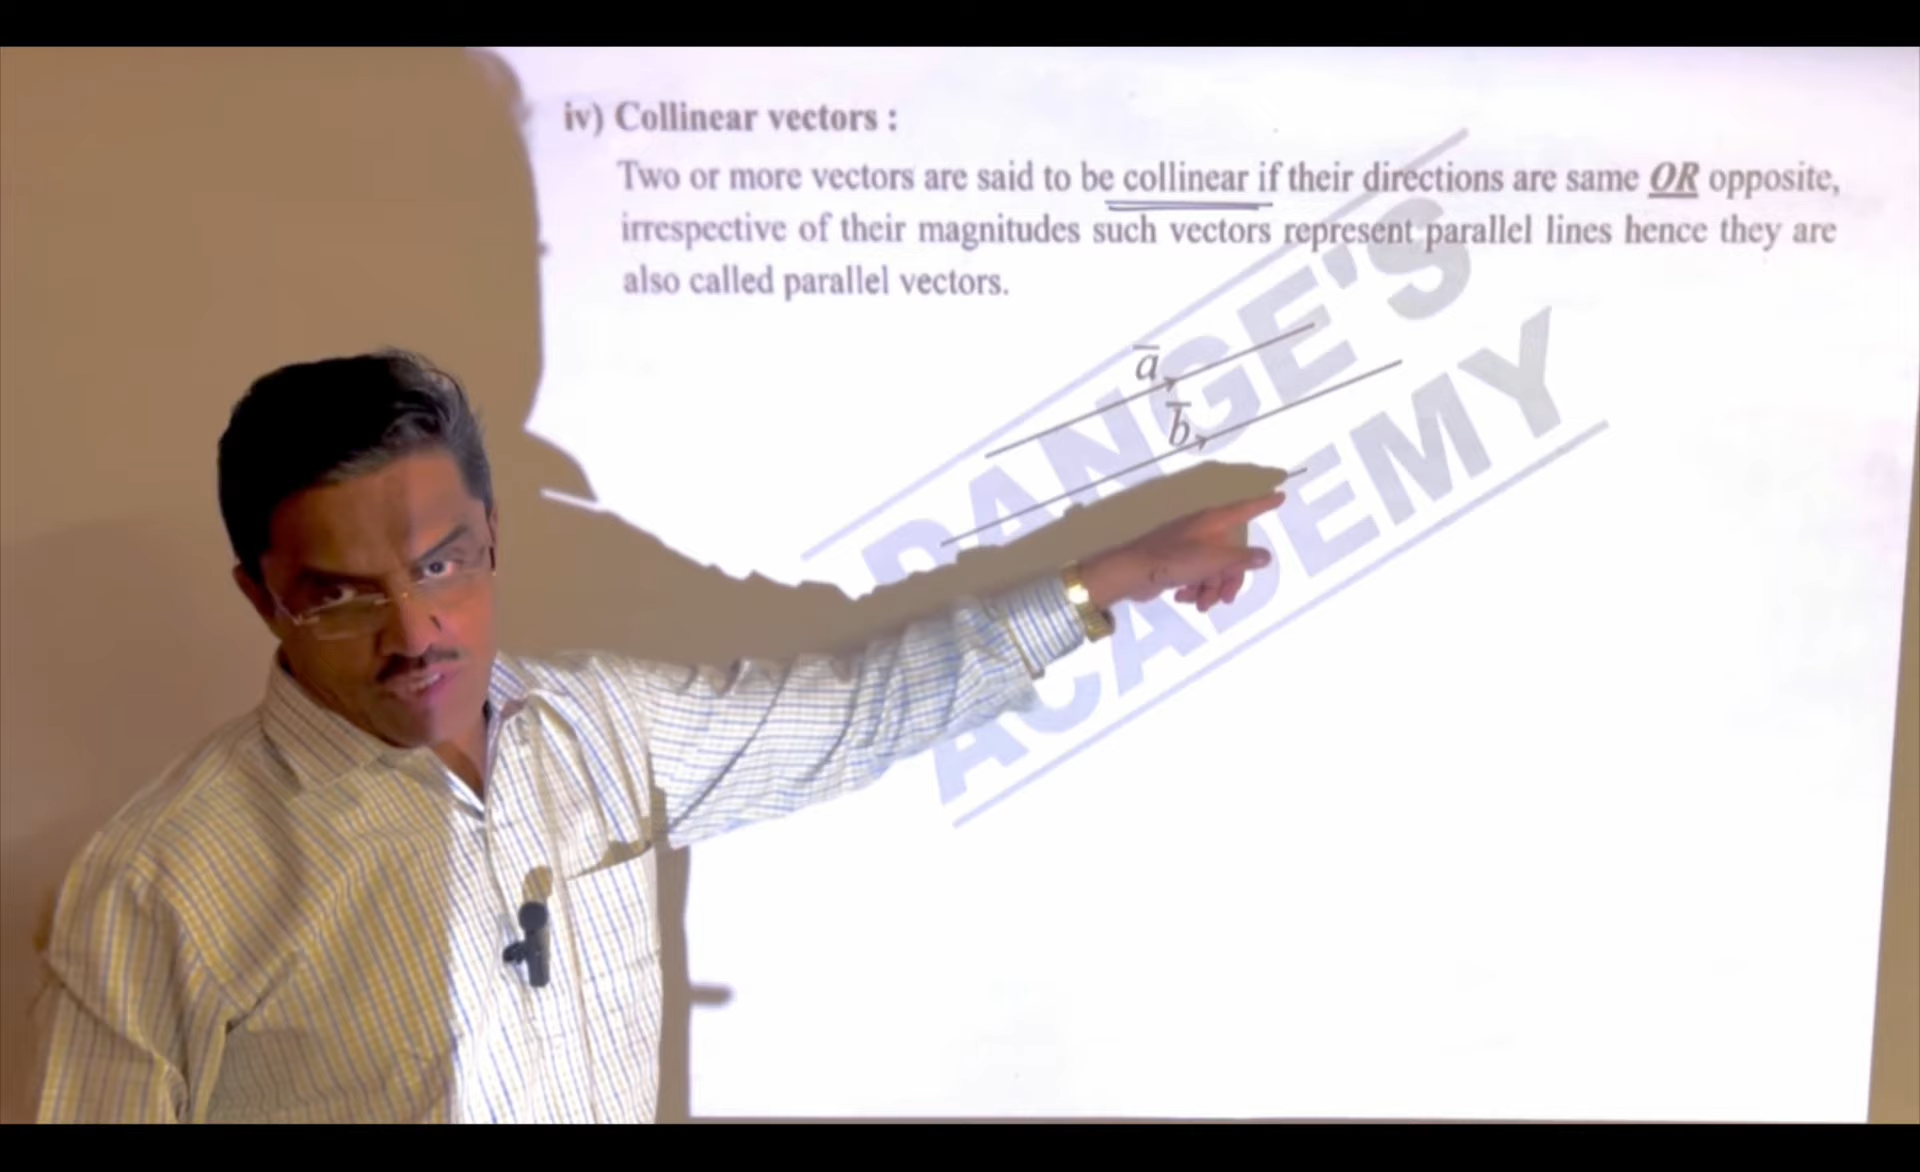 iv) Collinear vectors :
Two or more vectors are said to be collinear if their directions are same OR opposite,
irrespective of their magnitudes such vectors represent parallel lines hence they are
also called parallel vectors.
a̅
b̅
DANGE'S
ACADEMY